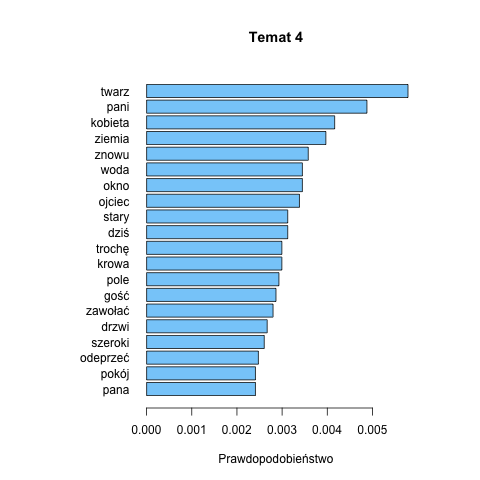 Temat 4
twarz
pani
kobieta
ziemia
znowu
woda
okno
ojciec
stary
dziś
trochę
krowa
pole
gość
zawołać
drzwi
szeroki
odeprzeć
pokój
pana
0.000 0.001 0.002 0.003 0.004 0.005
Prawdopodobieństwo